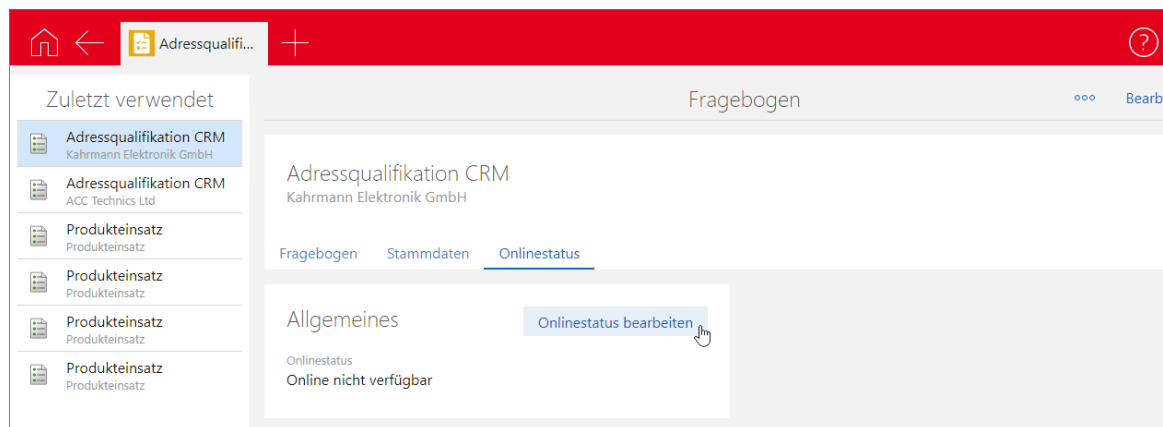 Adressqualifi...
Zuletzt verwendet
Adressqualifikation CRM
Kahrmann Elektronik GmbH
Adressqualifikation CRM
ACC Technics Ltd
Produkteinsatz
Produkteinsatz
Produkteinsatz
Produkteinsatz
Produkteinsatz
Produkteinsatz
Produkteinsatz
Produkteinsatz
Fragebogen
Bearb
Adressqualifikation CRM
Kahrmann Elektronik GmbH
Fragebogen Stammdaten Onlinestatus
Allgemeines
Onlinestatus bearbeiten
Onlinestatus
Online nicht verfügbar